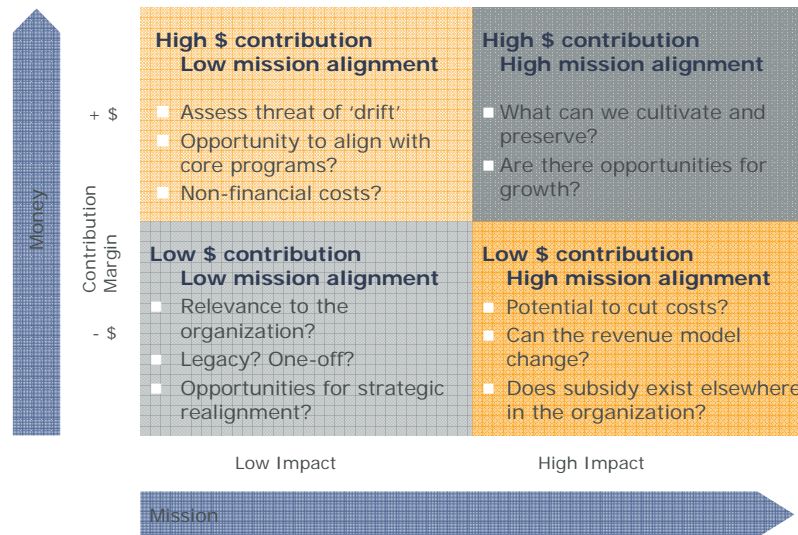 High $ contribution
Low mission alignment
Assess threat of ‘drift’
Opportunity to align with
core programs?
Non-financial costs?
High $ contribution
High mission alignment
What can we cultivate and
preserve?
Are there opportunities for
growth?
+ $
Money
Contribution
Margin
- $
Low $ contribution
Low mission alignment
Relevance to the
organization?
Legacy? One-off?
Opportunities for strategic
realignment?
Low $ contribution
High mission alignment
Potential to cut costs?
Can the revenue model
change?
Does subsidy exist elsewhere
in the organization?
Low Impact
High Impact
Mission